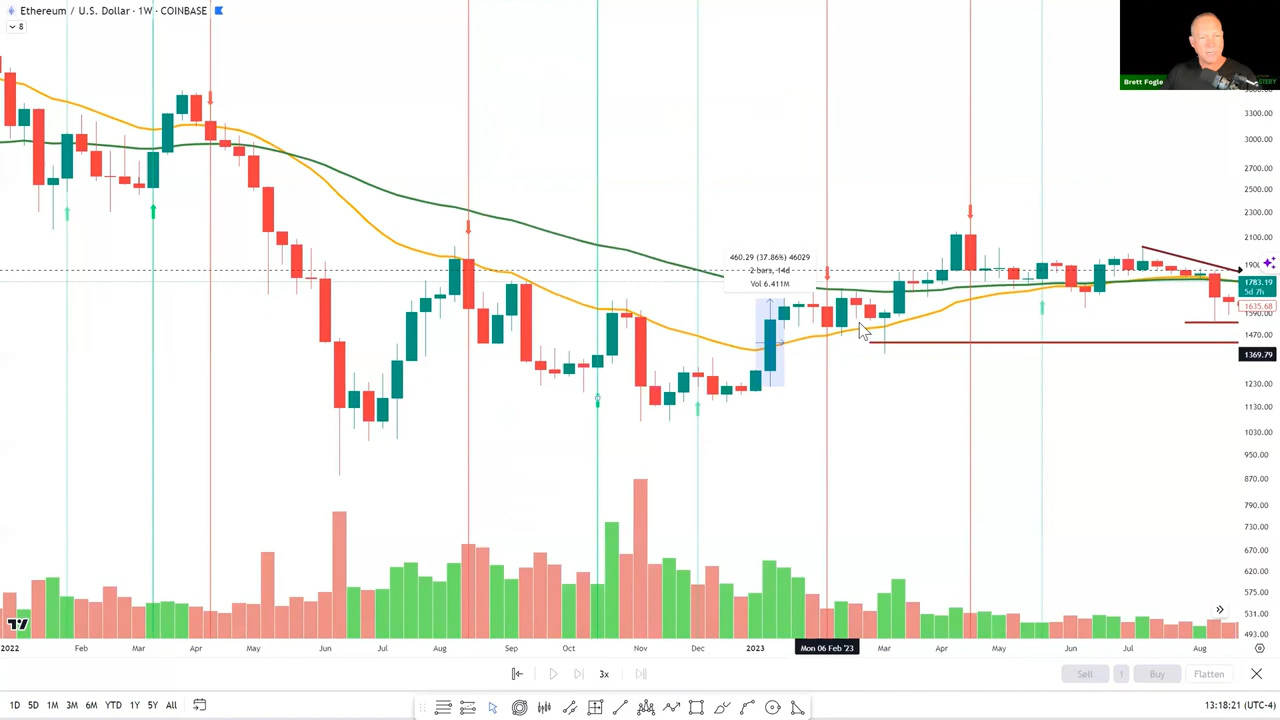 Ethereum / U.S. Dollar · 1W · COINBASE
8
Brett Fogle
3300.00
3000.00
2700.00
2500.00
2300.00
2100.00
1783.19
5d 7h
1635.68
1470.00
1369.79
1230.00
1130.00
1030.00
950.00
870.00
790.00
730.00
670.00
620.00
575.00
531.00
493.00
460.29 (37.86%) 46029
2 bars, 14d
Vol 6.411M
2022 Feb Mar Apr May Jun Jul Aug Sep Oct Nov Dec 2023 Mon 06 Feb '23 Mar Apr May Jun Jul Aug
3x
Sell 1 Buy Flatten
1D 5D 1M 3M 6M YTD 1Y 5Y All
13:18:21 (UTC-4)